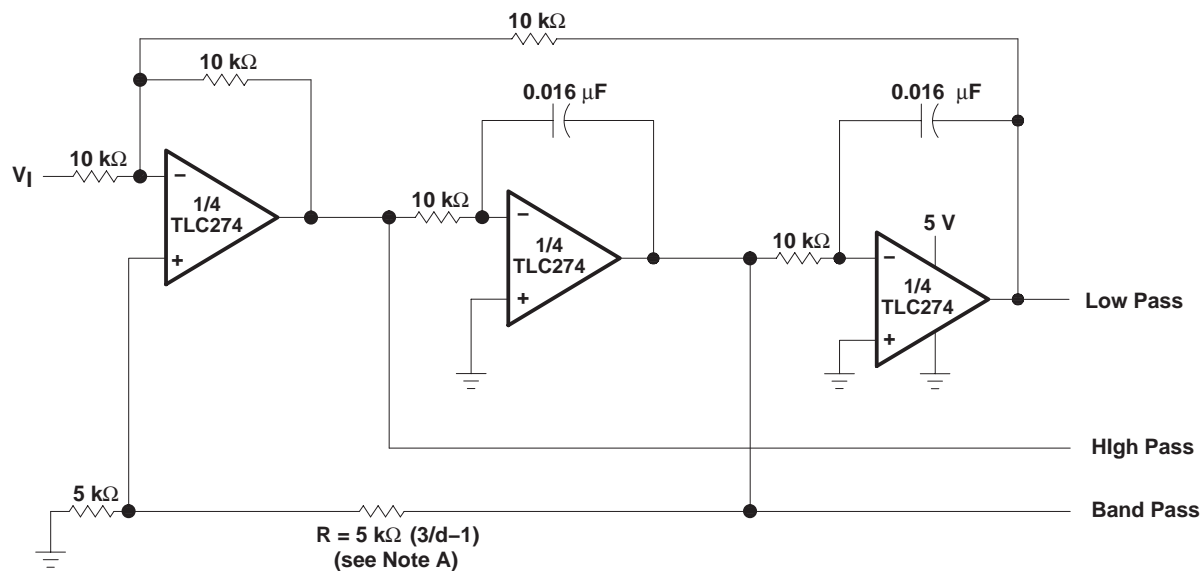 10 kΩ
10 kΩ
0.016 μF
0.016 μF
10 kΩ
VI
−
1/4
TLC274
+
10 kΩ
−
1/4
TLC274
+
5 V
10 kΩ
−
1/4
TLC274
+
Low Pass
HIgh Pass
5 kΩ
Band Pass
R = 5 kΩ (3/d−1)
(see Note A)